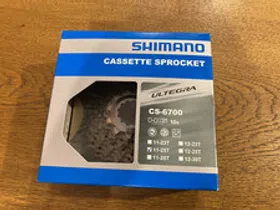 SHIMANO
CASSETTE SPROCKET
ULTEGRA
CS-6700
10s
11-23T 12-23T
11-25T 12-25T
11-28T 12-30T